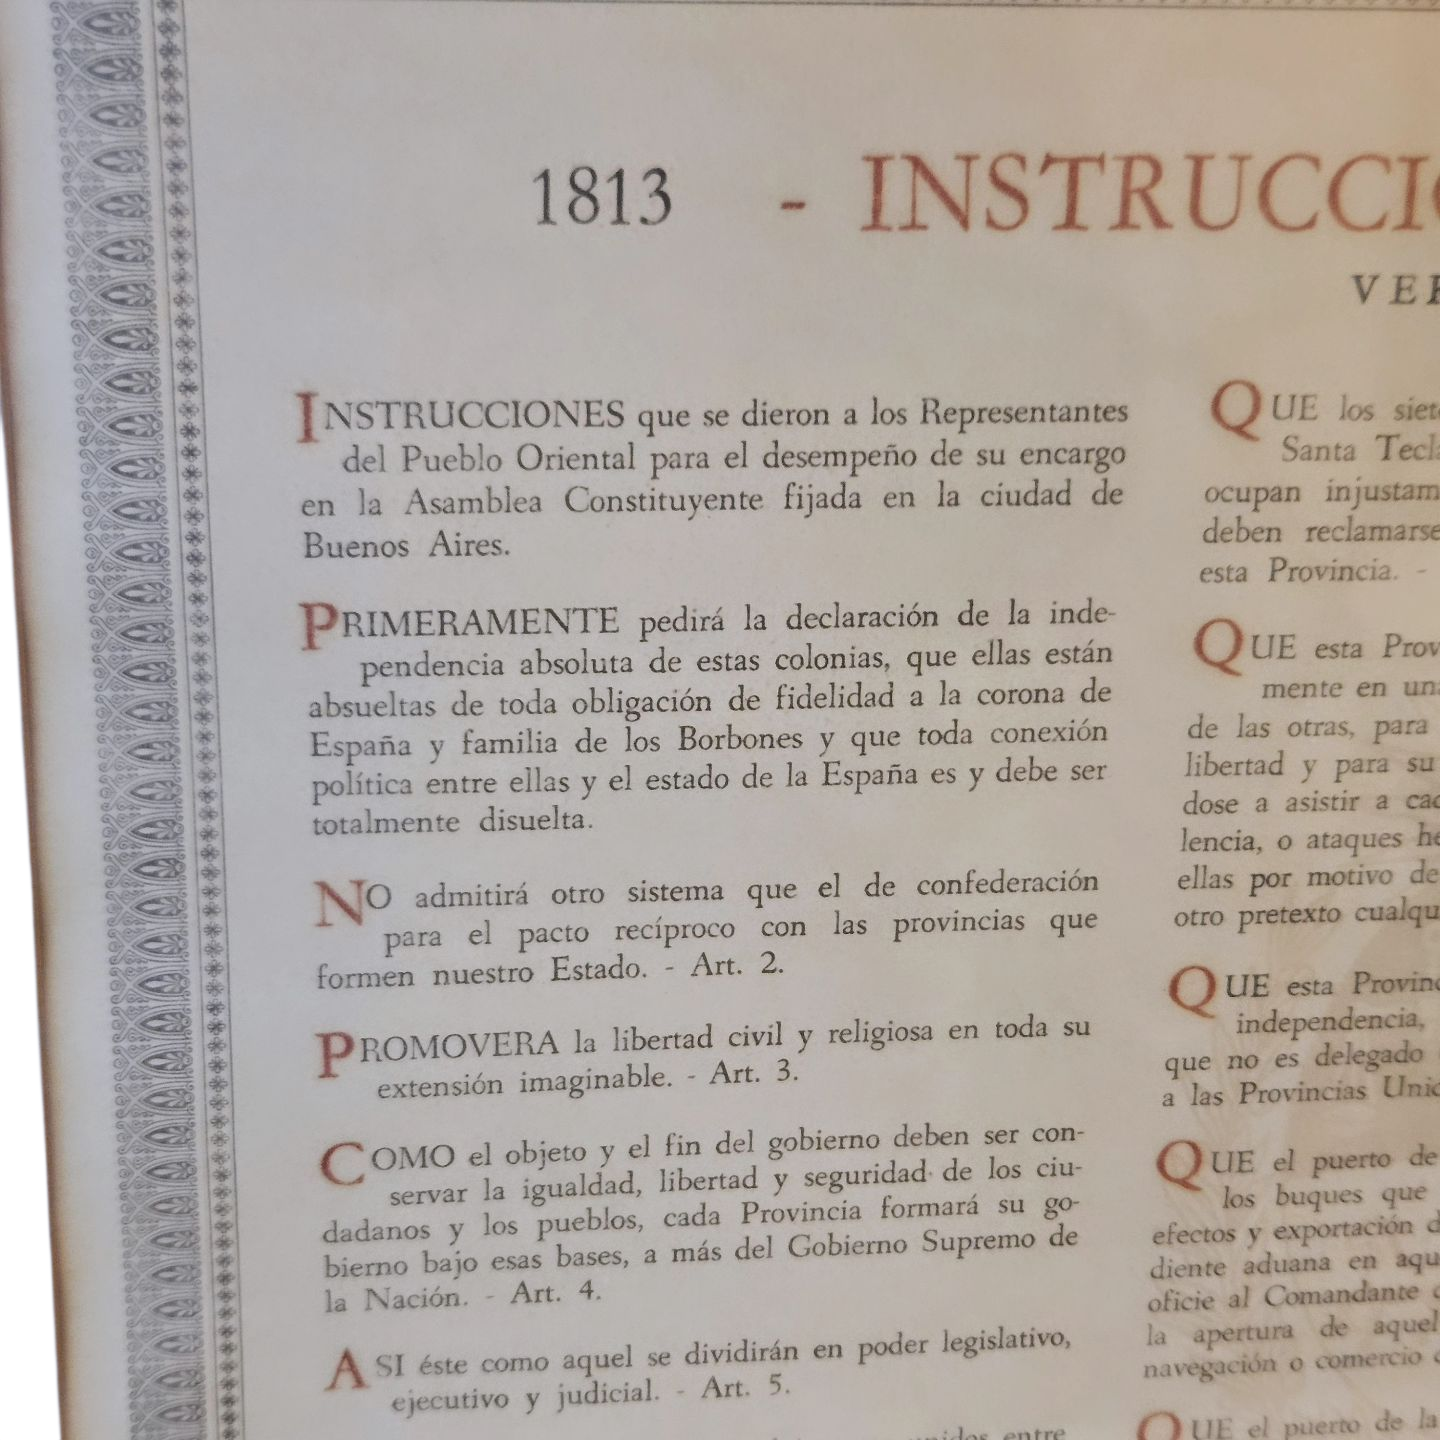 1813 - INSTRUCCIO
VER
INSTRUCCIONES que se dieron a los Representantes
del Pueblo Oriental para el desempeño de su encargo
en la Asamblea Constituyente fijada en la ciudad de
Buenos Aires.
PRIMERAMENTE pedirá la declaración de la inde-
pendencia absoluta de estas colonias, que ellas están
absueltas de toda obligación de fidelidad a la corona de
España y familia de los Borbones y que toda conexión
política entre ellas y el estado de la España es y debe ser
totalmente disuelta.
NO admitirá otro sistema que el de confederación
para el pacto recíproco con las provincias que
formen nuestro Estado. - Art. 2.
PROMOVERA la libertad civil y religiosa en toda su
extensión imaginable. - Art. 3.
COMO el objeto y el fin del gobierno deben ser con-
servar la igualdad, libertad y seguridad de los ciu-
dadanos y los pueblos, cada Provincia formará su go-
bierno bajo esas bases, a más del Gobierno Supremo de
la Nación. - Art. 4.
ASI éste como aquel se dividirán en poder legislativo,
ejecutivo y judicial. - Art. 5.
unidos entre
QUE los siete
Santa Tecla
ocupan injustam
deben reclamarse
esta Provincia. -
QUE esta Prov
mente en una
de las otras, para
libertad y para su
dose a asistir a cad
lencia, o ataques he
ellas por motivo de
otro pretexto cualqu
QUE esta Provinc
independencia,
que no es delegado
a las Provincias Unid
QUE el puerto de
los buques que
efectos y exportación d
diente aduana en aqu
oficie al Comandante
la apertura de aquel
navegación o comercio
QUE el puerto de la